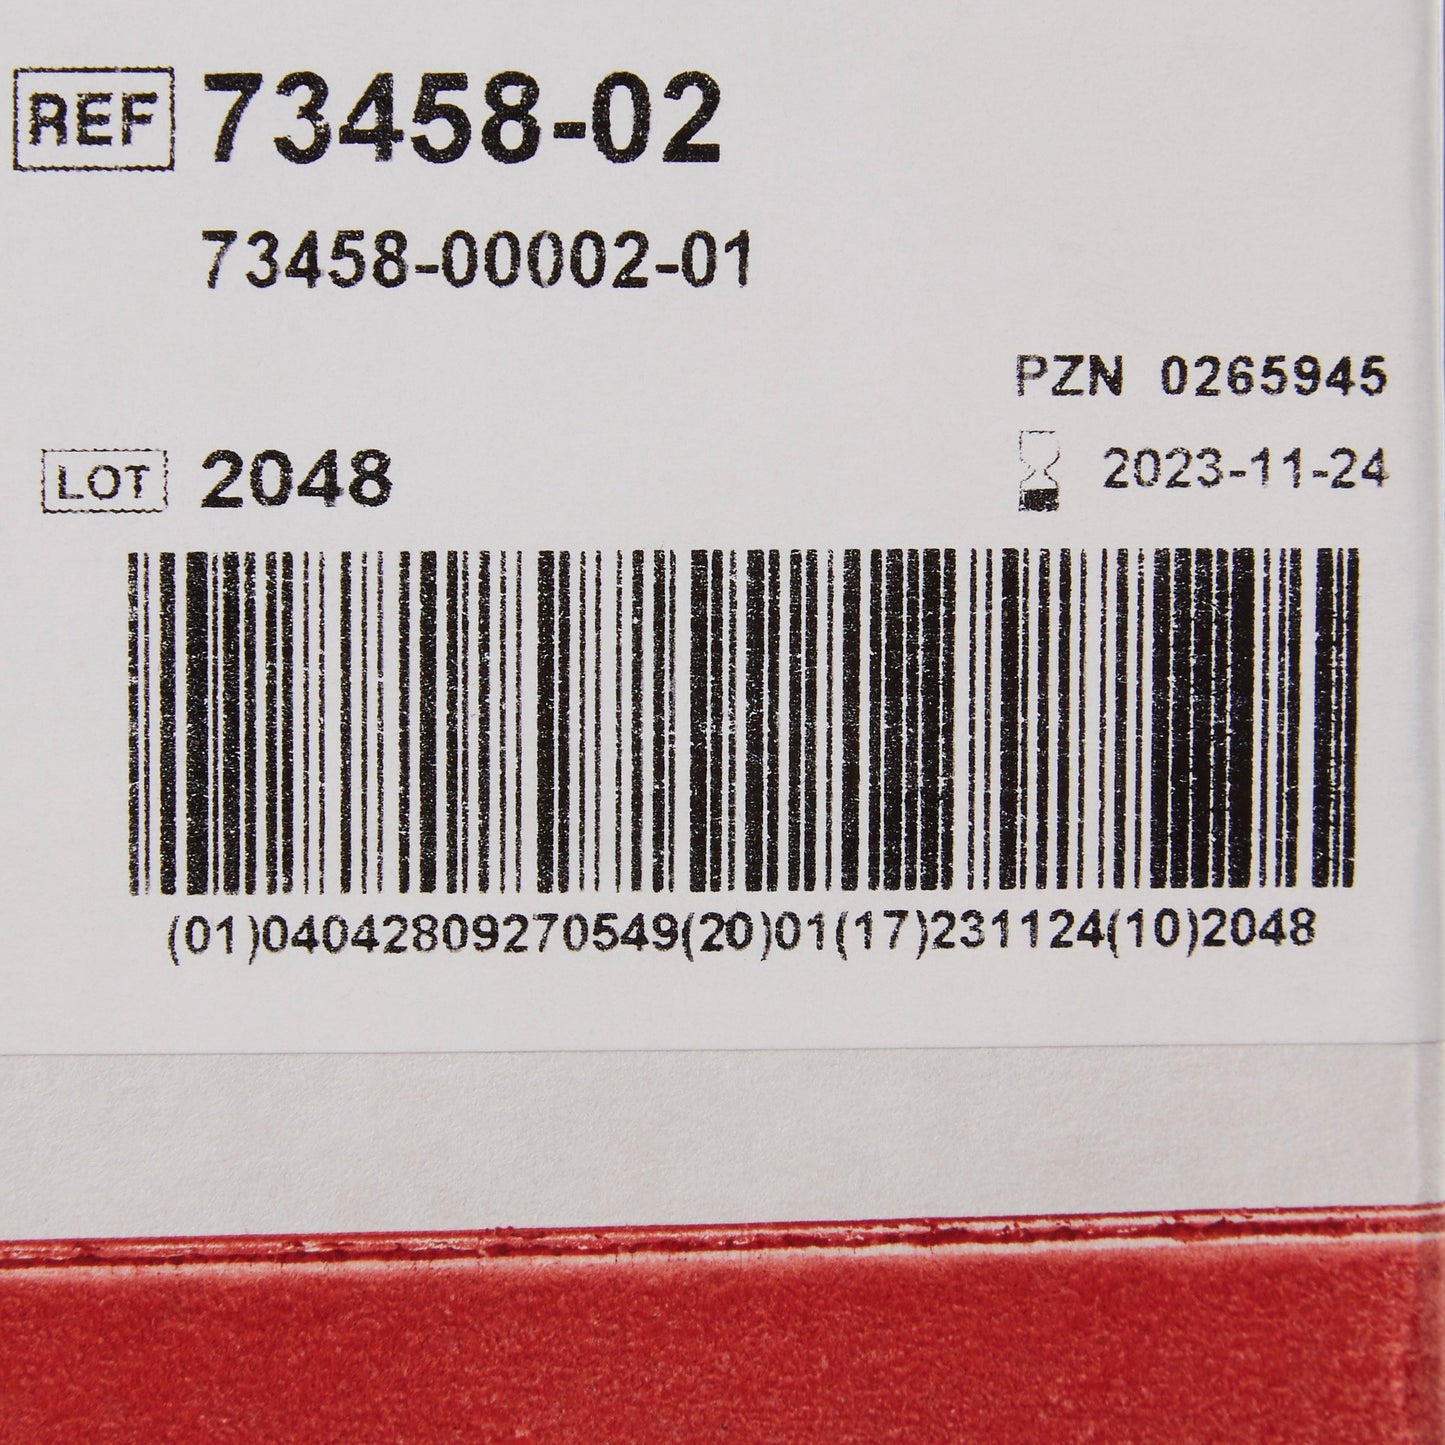 REF 73458-02
73458-00002-01
PZN 0265945
LOT 2048 2023-11-24
(01)04042809270549(20)01(17)231124(10)2048